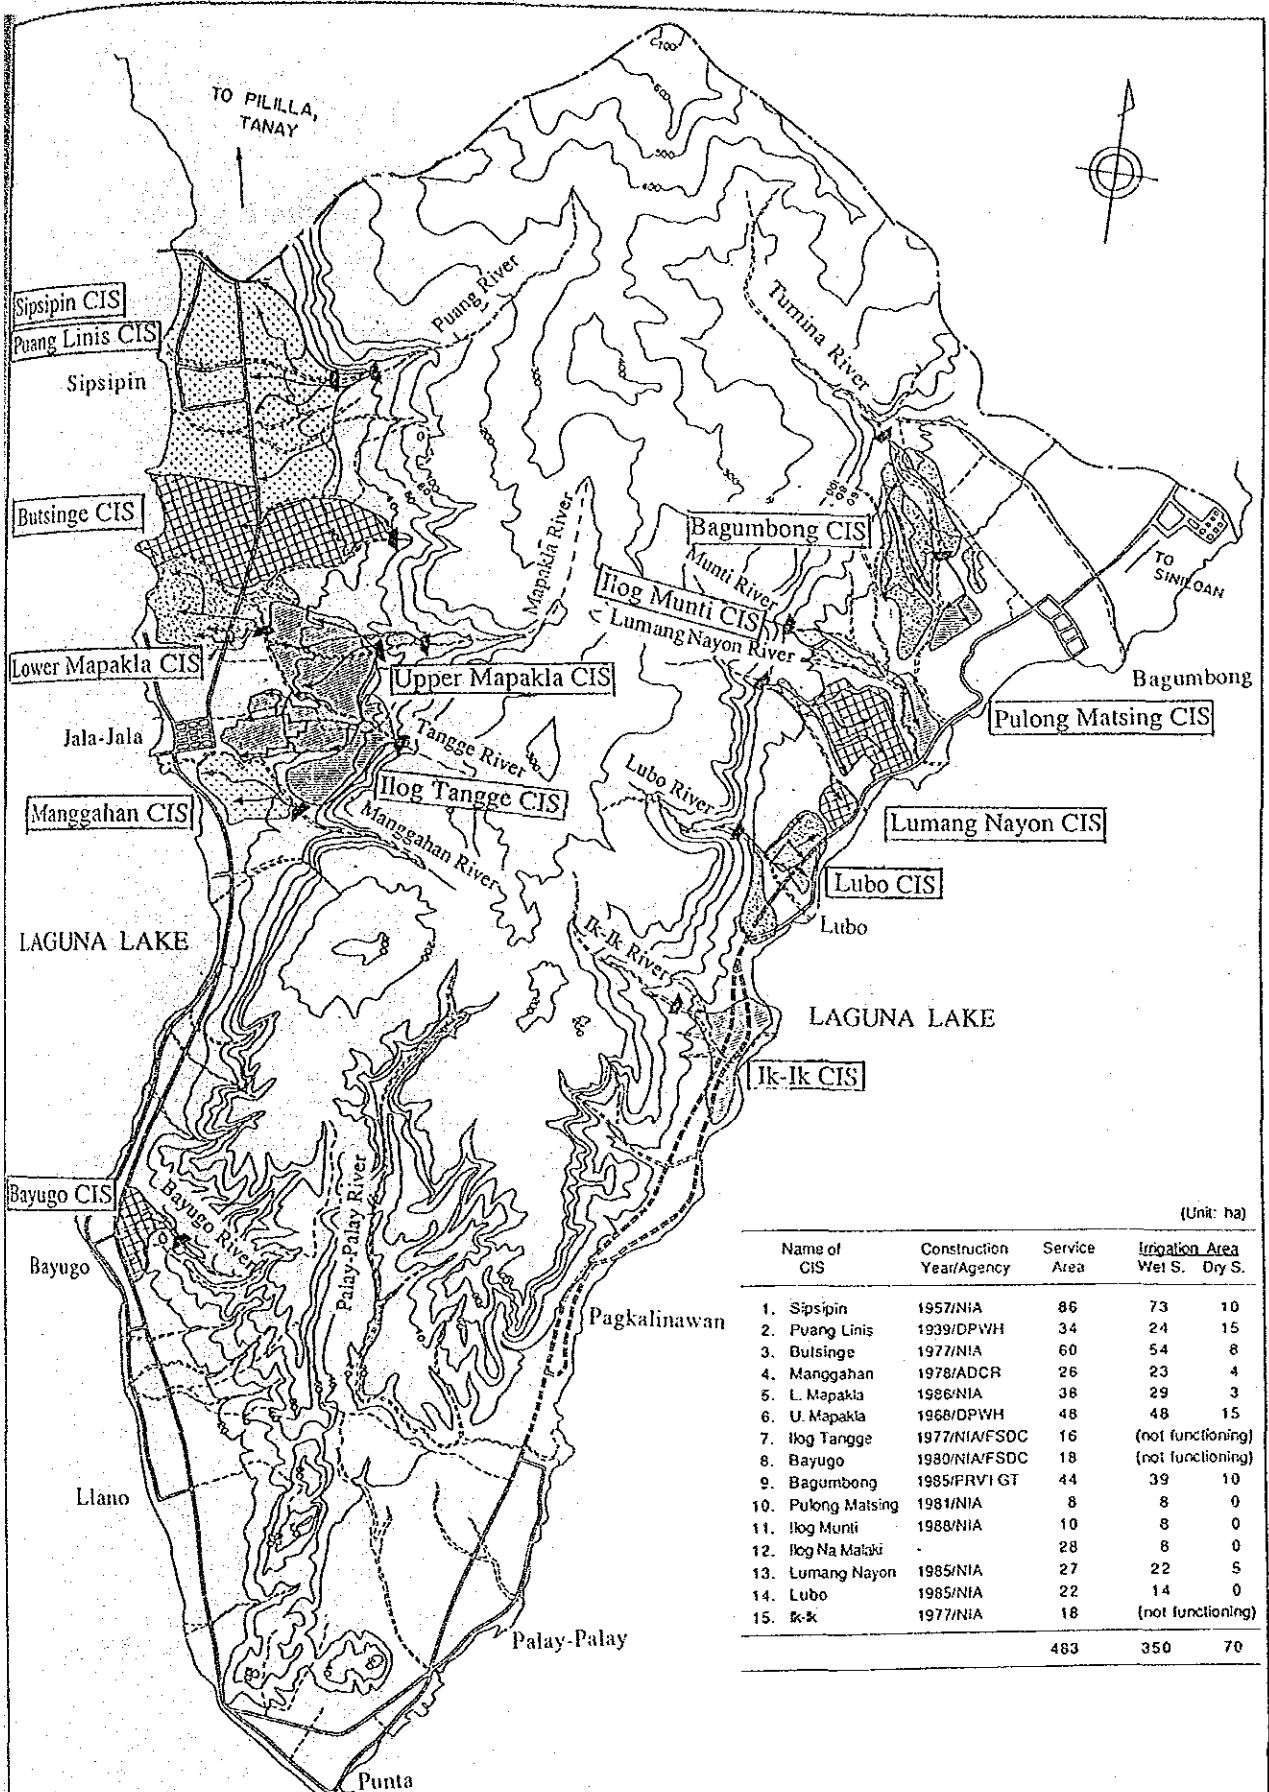 TO PILILLA,
TANAY
Sipsipin CIS
Puang Linis CIS
Sipsipin
Puang River
Tumina River
Butsinge CIS
Bagumbong CIS
Munti River
Mapakla River
Ilog Munti CIS
Lumang Nayon River
TO
SINILOAN
Lower Mapakla CIS
Upper Mapakla CIS
Bagumbong
Pulong Matsing CIS
Jala-Jala
Tangge River
Ilog Tangge CIS
Lubo River
Manggahan CIS
Manggahan River
Lumang Nayon CIS
Lubo CIS
Lubo
LAGUNA LAKE
Ik-Ik River
LAGUNA LAKE
Ik-Ik CIS
Bayugo CIS
Bayugo River
Palay-Palay River
Bayugo
Pagkalinawan
Llano
Palay-Palay
Punta
(Unit: ha)
Name of Construction Service Irrigation Area
CIS Year/Agency Area Wet S. Dry S.
1. Sipsipin 1957/NIA 86 73 10
2. Puang Linis 1939/DPWH 34 24 15
3. Butsinge 1977/NIA 60 54 8
4. Manggahan 1978/ADCR 26 23 4
5. L. Mapakla 1986/NIA 38 29 3
6. U. Mapakla 1968/DPWH 48 48 15
7. Ilog Tangge 1977/NIA/FSDC 16 (not functioning)
8. Bayugo 1980/NIA/FSDC 18 (not functioning)
9. Bagumbong 44 39 10
10. Pulong Matsing 1981/NIA 8 8 0
11. Ilog Munti 1988/NIA 10 8 0
12. Ilog Na Malaki - 28 8 0
13. Lumang Nayon 1985/NIA 27 22 5
14. Lubo 1985/NIA 22 14 0
15. Ik-Ik 1977/NIA 18 (not functioning)
483 350 70